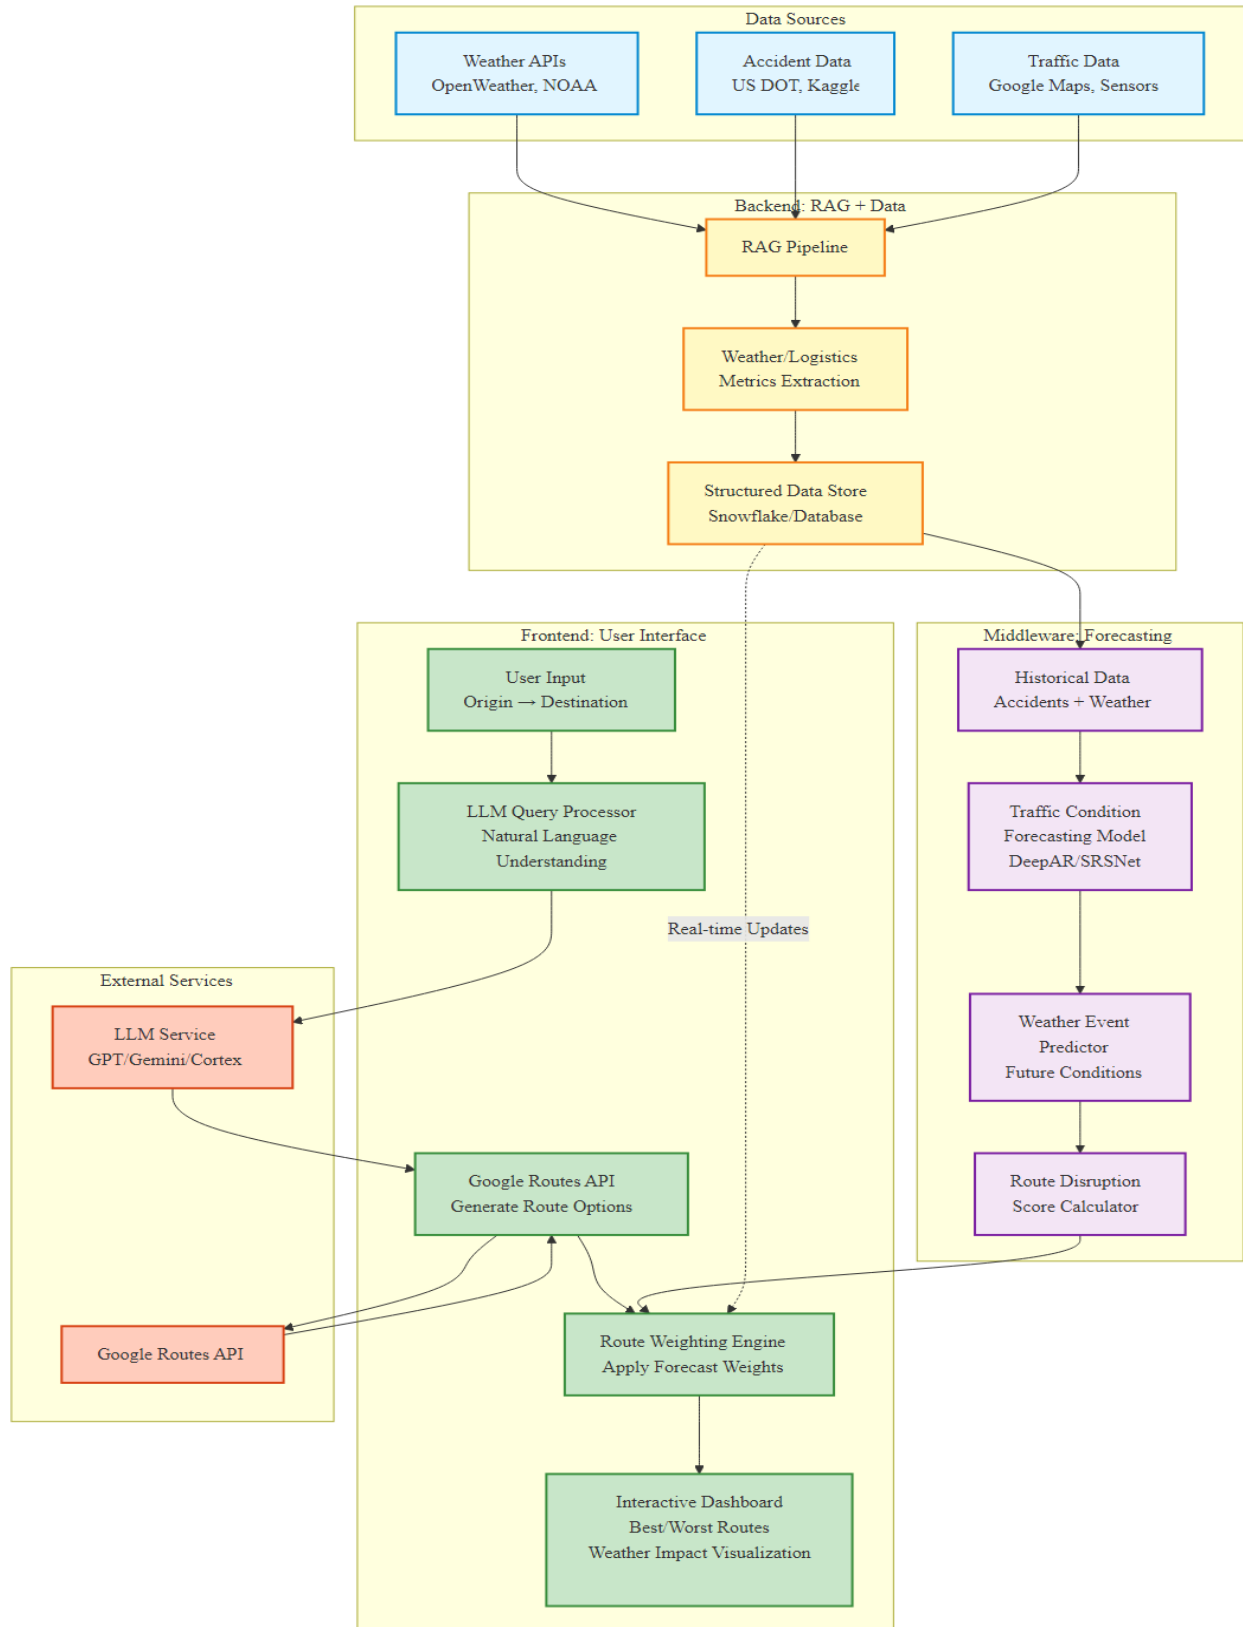 Data Sources
Weather APIs
OpenWeather, NOAA
Accident Data
US DOT, Kaggle
Traffic Data
Google Maps, Sensors
Backend: RAG + Data
RAG Pipeline
Weather/Logistics
Metrics Extraction
Structured Data Store
Snowflake/Database
Frontend: User Interface
User Input
Origin → Destination
LLM Query Processor
Natural Language
Understanding
Real-time Updates
Middleware: Forecasting
Historical Data
Accidents + Weather
Traffic Condition
Forecasting Model
DeepAR/SRSNet
Weather Event
Predictor
Future Conditions
Route Disruption
Score Calculator
External Services
LLM Service
GPT/Gemini/Cortex
Google Routes API
Generate Route Options
Google Routes API
Route Weighting Engine
Apply Forecast Weights
Interactive Dashboard
Best/Worst Routes
Weather Impact Visualization